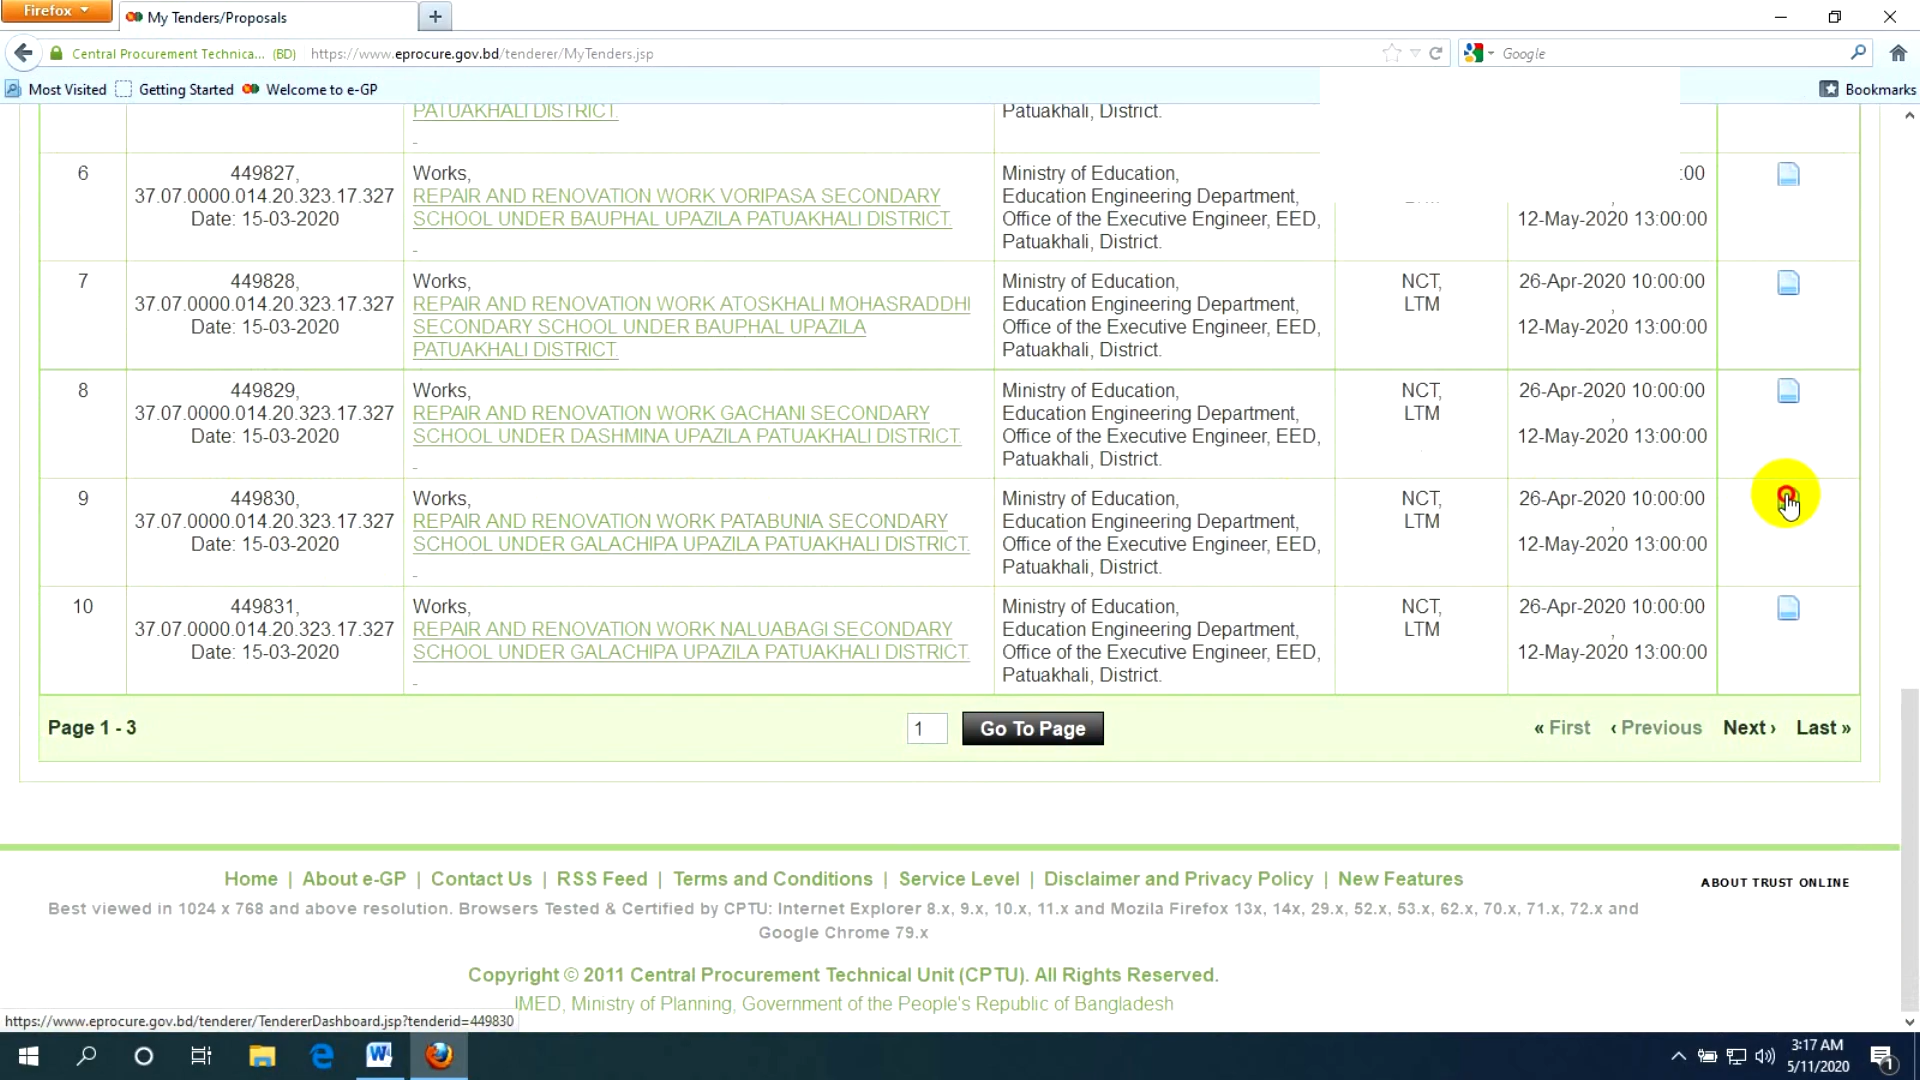 Firefox
My Tenders/Proposals
Central Procurement Technica... (BD)
https://www.eprocure.gov.bd/tenderer/MyTenders.jsp
Google
Most Visited
Getting Started
Welcome to e-GP
Bookmarks
PATUAKHALI DISTRICT.
Patuakhali, District.
6
449827,
37.07.0000.014.20.323.17.327
Date: 15-03-2020
Works,
REPAIR AND RENOVATION WORK VORIPASA SECONDARY
SCHOOL UNDER BAUPHAL UPAZILA PATUAKHALI DISTRICT.
Ministry of Education,
Education Engineering Department,
Office of the Executive Engineer, EED,
Patuakhali, District.
:00
,
12-May-2020 13:00:00
7
449828,
37.07.0000.014.20.323.17.327
Date: 15-03-2020
Works,
REPAIR AND RENOVATION WORK ATOSKHALI MOHASRADDHI
SECONDARY SCHOOL UNDER BAUPHAL UPAZILA
PATUAKHALI DISTRICT.
Ministry of Education,
Education Engineering Department,
Office of the Executive Engineer, EED,
Patuakhali, District.
NCT,
LTM
26-Apr-2020 10:00:00
,
12-May-2020 13:00:00
8
449829,
37.07.0000.014.20.323.17.327
Date: 15-03-2020
Works,
REPAIR AND RENOVATION WORK GACHANI SECONDARY
SCHOOL UNDER DASHMINA UPAZILA PATUAKHALI DISTRICT.
Ministry of Education,
Education Engineering Department,
Office of the Executive Engineer, EED,
Patuakhali, District.
NCT,
LTM
26-Apr-2020 10:00:00
,
12-May-2020 13:00:00
9
449830,
37.07.0000.014.20.323.17.327
Date: 15-03-2020
Works,
REPAIR AND RENOVATION WORK PATABUNIA SECONDARY
SCHOOL UNDER GALACHIPA UPAZILA PATUAKHALI DISTRICT.
Ministry of Education,
Education Engineering Department,
Office of the Executive Engineer, EED,
Patuakhali, District.
NCT,
LTM
26-Apr-2020 10:00:00
,
12-May-2020 13:00:00
10
449831,
37.07.0000.014.20.323.17.327
Date: 15-03-2020
Works,
REPAIR AND RENOVATION WORK NALUABAGI SECONDARY
SCHOOL UNDER GALACHIPA UPAZILA PATUAKHALI DISTRICT.
Ministry of Education,
Education Engineering Department,
Office of the Executive Engineer, EED,
Patuakhali, District.
NCT,
LTM
26-Apr-2020 10:00:00
,
12-May-2020 13:00:00
Page 1 - 3
1
Go To Page
« First ‹ Previous Next › Last »
Home | About e-GP | Contact Us | RSS Feed | Terms and Conditions | Service Level | Disclaimer and Privacy Policy | New Features
ABOUT TRUST ONLINE
Best viewed in 1024 x 768 and above resolution. Browsers Tested & Certified by CPTU: Internet Explorer 8.x, 9.x, 10.x, 11.x and Mozila Firefox 13x, 14x, 29.x, 52.x, 53.x, 62.x, 70.x, 71.x, 72.x and
Google Chrome 79.x
Copyright © 2011 Central Procurement Technical Unit (CPTU). All Rights Reserved.
IMED, Ministry of Planning, Government of the People's Republic of Bangladesh
https://www.eprocure.gov.bd/tenderer/TendererDashboard.jsp?tenderid=449830
3:17 AM
5/11/2020
1